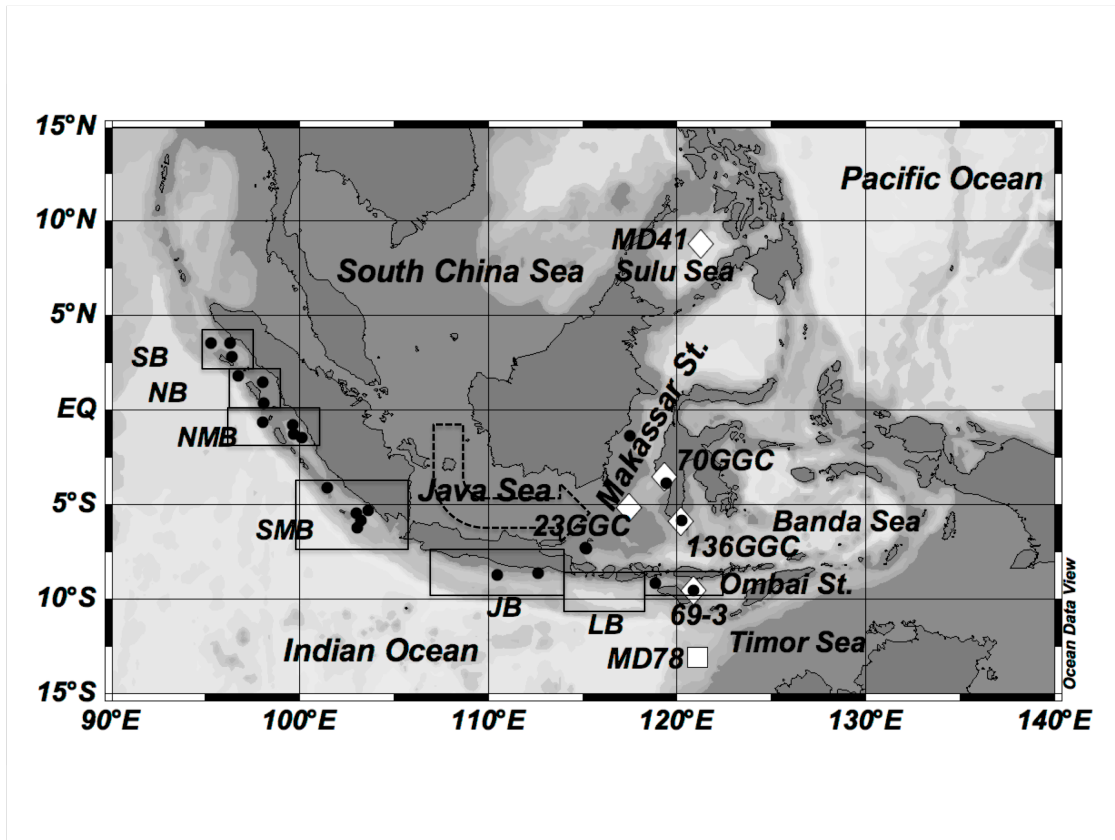 15°N
Pacific Ocean
10°N
MD41
South China Sea
Sulu Sea
5°N
SB
Makassar St.
NB
EQ
NMB
70GGC
5°S
Java Sea
SMB
23GGC
Banda Sea
136GGC
10°S
JB
LB
69-3
Ombai St.
Indian Ocean
MD78
Timor Sea
15°S
90°E
100°E
110°E
120°E
130°E
140°E
Ocean Data View